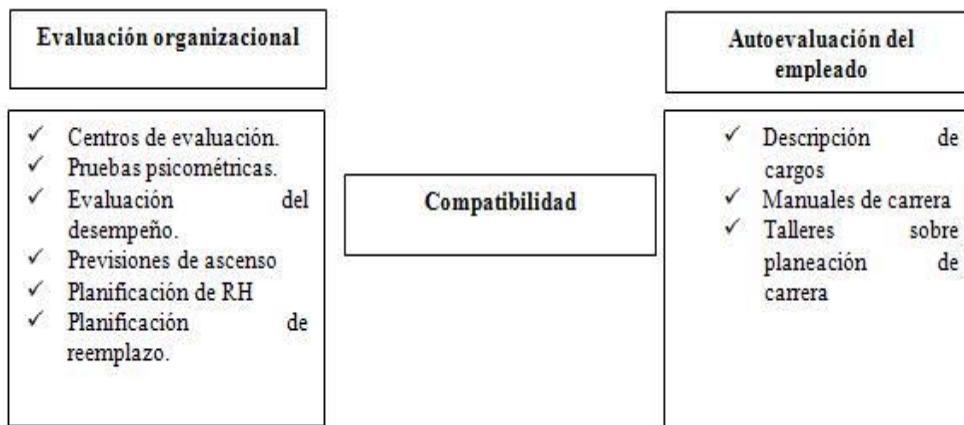 Evaluación organizacional
✓ Centros de evaluación.
✓ Pruebas psicométricas.
✓ Evaluación del
desempeño.
✓ Previsiones de ascenso
✓ Planificación de RH
✓ Planificación de
reemplazo.
Compatibilidad
Autoevaluación del
empleado
✓ Descripción de
cargos
✓ Manuales de carrera
✓ Talleres sobre
planeación de
carrera